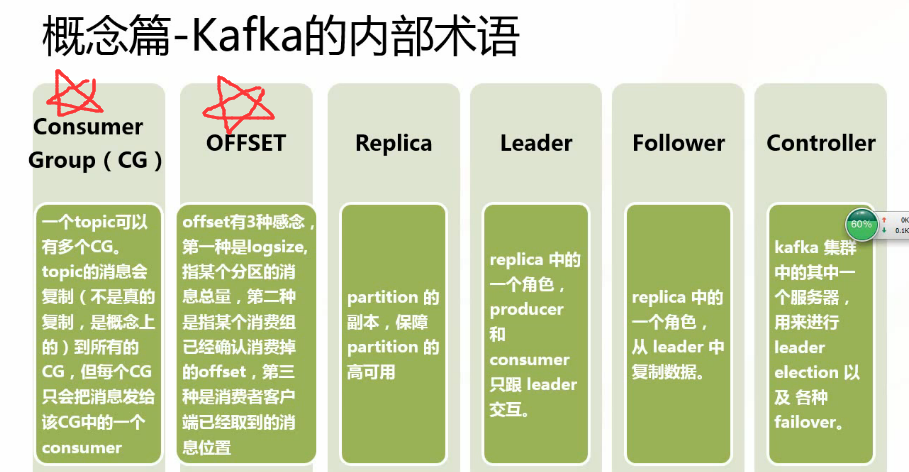 概念篇-Kafka的内部术语
Consumer
Group（CG）
一个topic可以
有多个CG。
topic的消息会
复制（不是真的
复制，是概念上
的）到所有的
CG，但每个CG
只会把消息发给
该CG中的一个
consumer
OFFSET
offset有3种感念，
第一种是logsize,
指某个分区的消
息总量，第二种
是指某个消费组
已经确认消费掉
的offset，第三
种是消费者客户
端已经取到的消
息位置
Replica
partition 的
副本，保障
partition 的
高可用
Leader
replica 中的
一个角色，
producer
和
consumer
只跟 leader
交互。
Follower
replica 中的
一个角色，
从 leader 中
复制数据。
Controller
kafka 集群
中的其中一
个服务器，
用来进行
leader
election 以
及 各种
failover。
60%
0K
0.1K